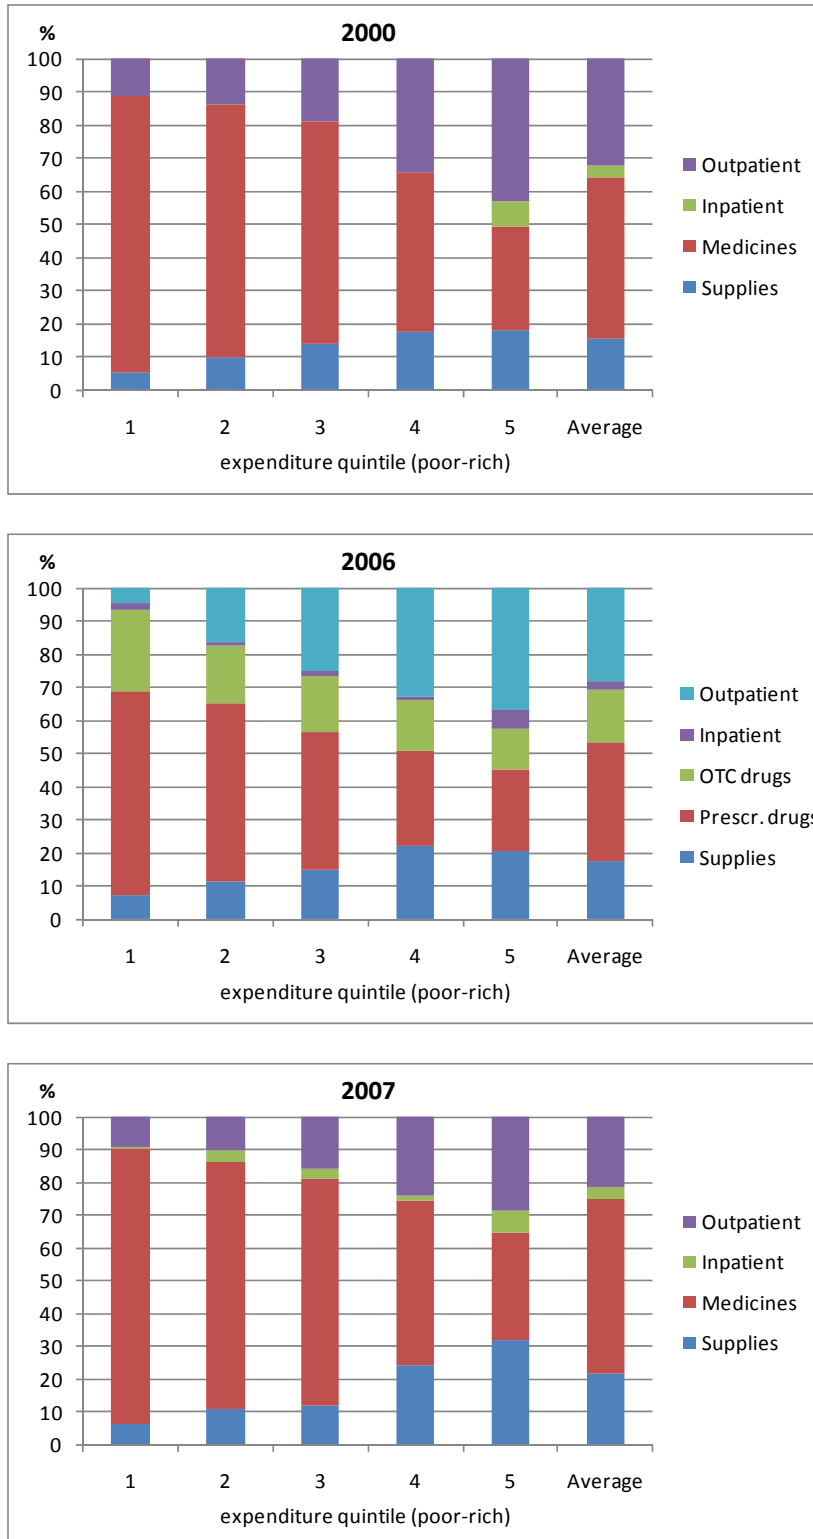 %
2000
100
90
80
70
60
50
40
30
20
10
0
1 2 3 4 5 Average
expenditure quintile (poor-rich)
Outpatient
Inpatient
Medicines
Supplies
%
2006
100
90
80
70
60
50
40
30
20
10
0
1 2 3 4 5 Average
expenditure quintile (poor-rich)
Outpatient
Inpatient
OTC drugs
Prescr. drugs
Supplies
%
2007
100
90
80
70
60
50
40
30
20
10
0
1 2 3 4 5 Average
expenditure quintile (poor-rich)
Outpatient
Inpatient
Medicines
Supplies